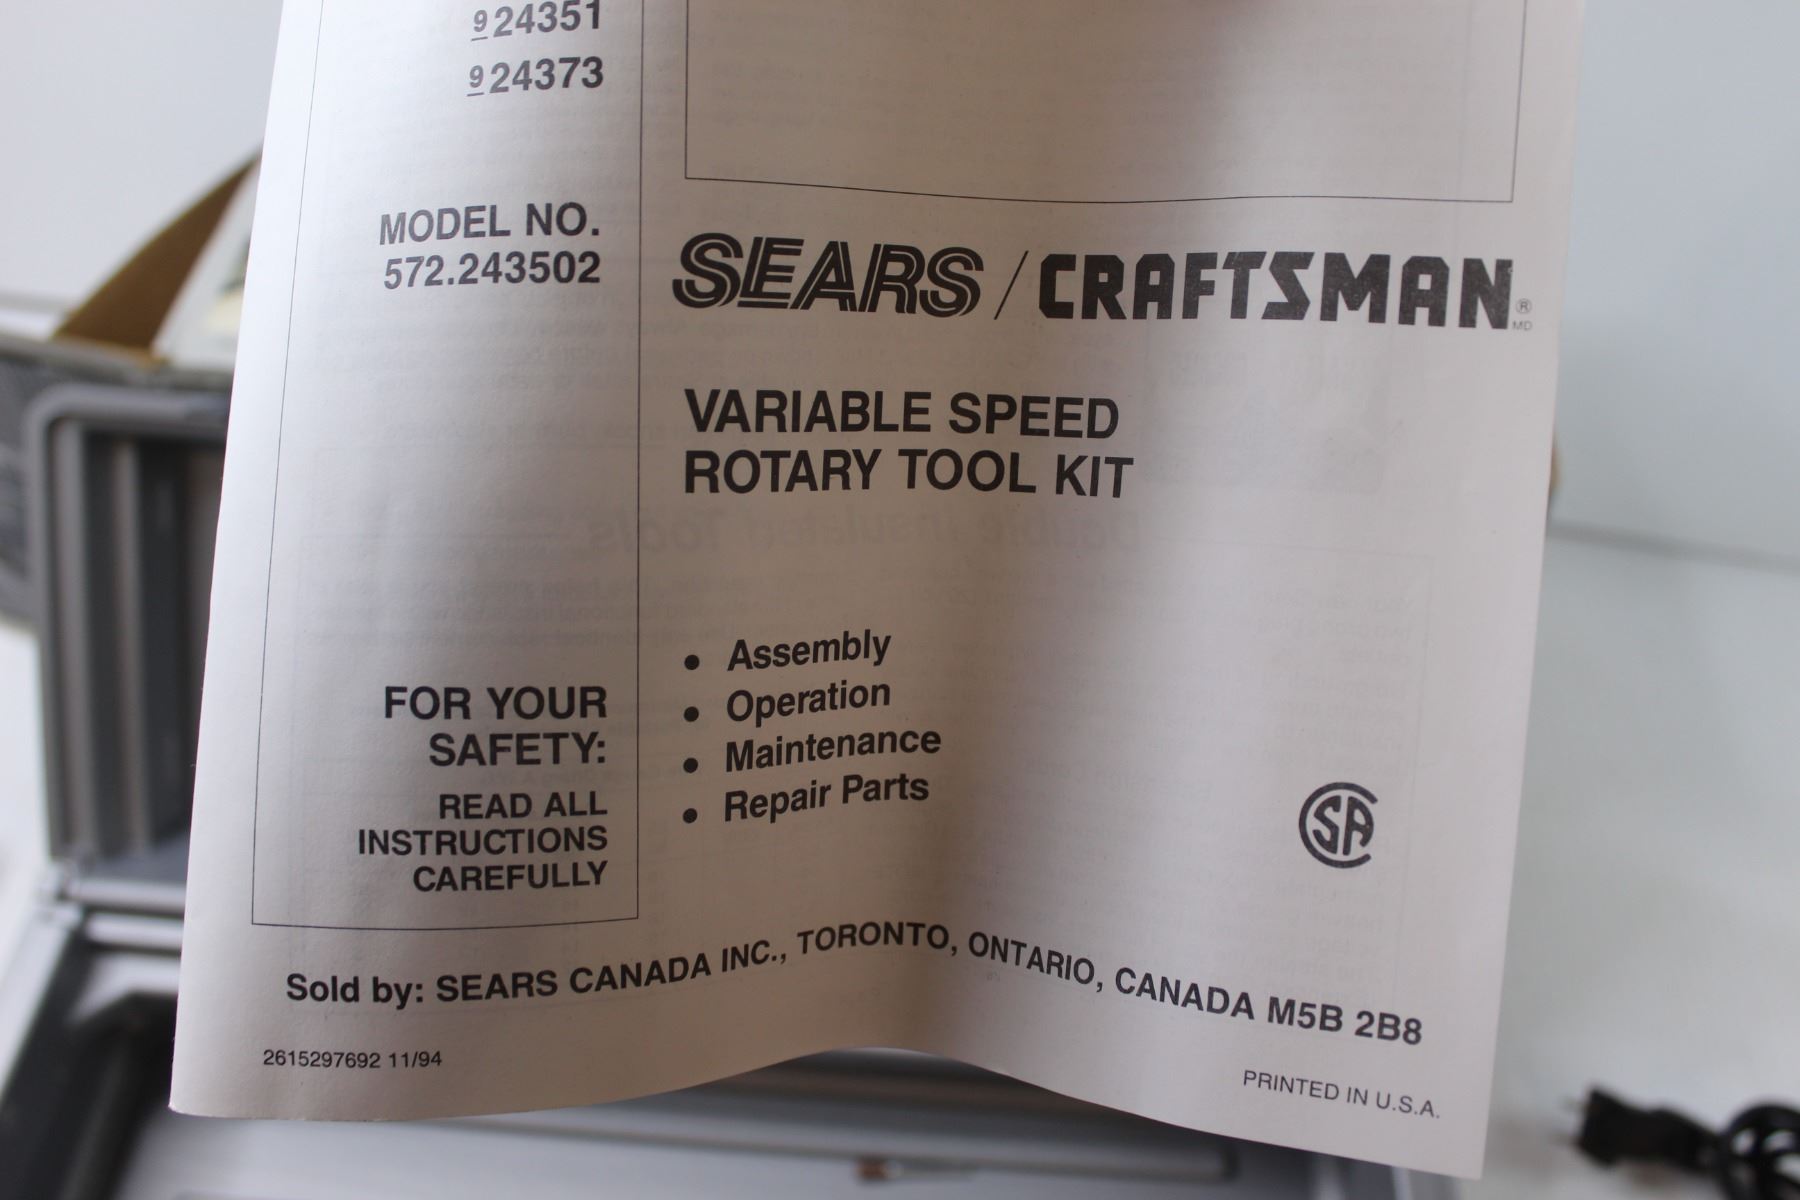 924351
924373
MODEL NO.
572.243502
FOR YOUR
SAFETY:
READ ALL
INSTRUCTIONS
CAREFULLY
SEARS / CRAFTSMAN®
MD
VARIABLE SPEED
ROTARY TOOL KIT
• Assembly
• Operation
• Maintenance
• Repair Parts
SA
Sold by: SEARS CANADA INC., TORONTO, ONTARIO, CANADA M5B 2B8
2615297692 11/94
PRINTED IN U.S.A.